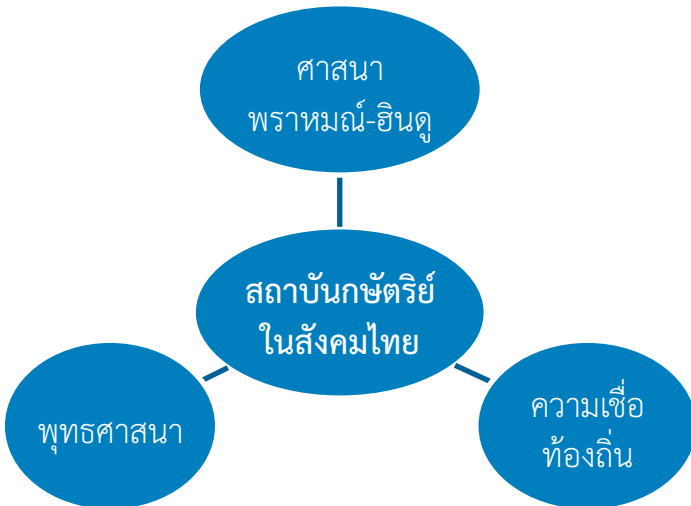 ศาสนา
พราหมณ์-ฮินดู
สถาบันกษัตริย์
ในสังคมไทย
พุทธศาสนา
ความเชื่อ
ท้องถิ่น